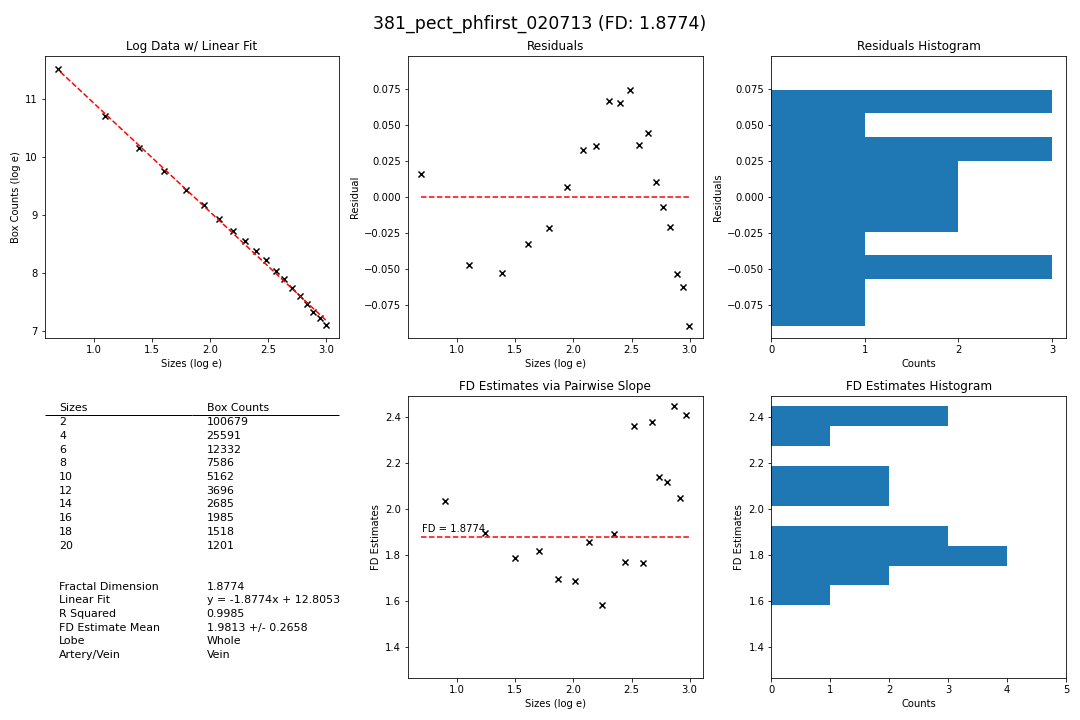 381_pect_phfirst_020713 (FD: 1.8774)
Log Data w/ Linear Fit
Box Counts (log e)
11
10
9
8
7
1.0 1.5 2.0 2.5 3.0
Sizes (log e)
Residuals
Residual
0.075
0.050
0.025
0.000
−0.025
−0.050
−0.075
1.0 1.5 2.0 2.5 3.0
Sizes (log e)
Residuals Histogram
Residuals
0.075
0.050
0.025
0.000
−0.025
−0.050
−0.075
0 1 2 3
Counts
Sizes Box Counts
2 100679
4 25591
6 12332
8 7586
10 5162
12 3696
14 2685
16 1985
18 1518
20 1201
Fractal Dimension 1.8774
Linear Fit y = -1.8774x + 12.8053
R Squared 0.9985
FD Estimate Mean 1.9813 +/- 0.2658
Lobe Whole
Artery/Vein Vein
FD Estimates via Pairwise Slope
FD Estimates
2.4
2.2
2.0
1.8
1.6
1.4
FD = 1.8774
1.0 1.5 2.0 2.5 3.0
Sizes (log e)
FD Estimates Histogram
FD Estimates
2.4
2.2
2.0
1.8
1.6
1.4
0 1 2 3 4 5
Counts